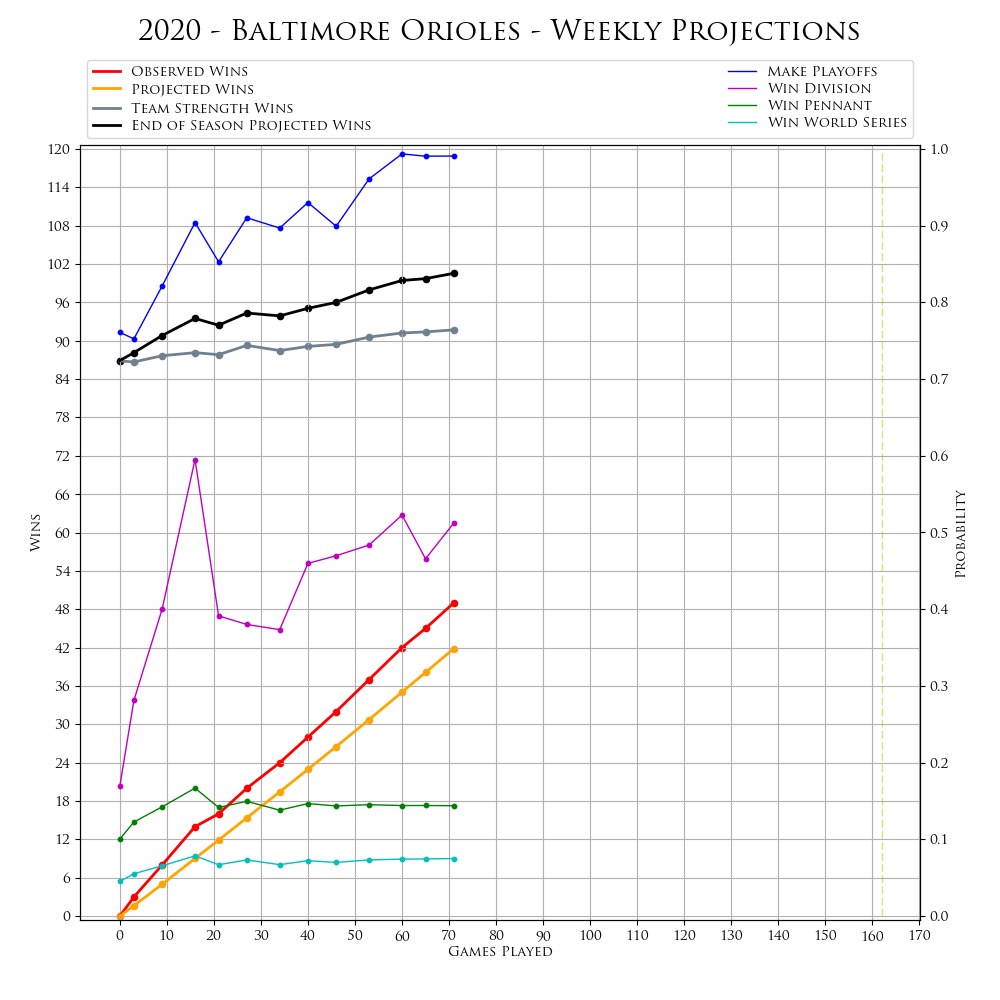 2020 - Baltimore Orioles - Weekly Projections
Observed Wins
Projected Wins
Team Strength Wins
End of Season Projected Wins
Make Playoffs
Win Division
Win Pennant
Win World Series
120
114
108
102
96
90
84
78
72
66
60
54
48
42
36
30
24
18
12
6
0
Wins
1.0
0.9
0.8
0.7
0.6
0.5
0.4
0.3
0.2
0.1
0.0
Probability
0 10 20 30 40 50 60 70 80 90 100 110 120 130 140 150 160 170
Games Played